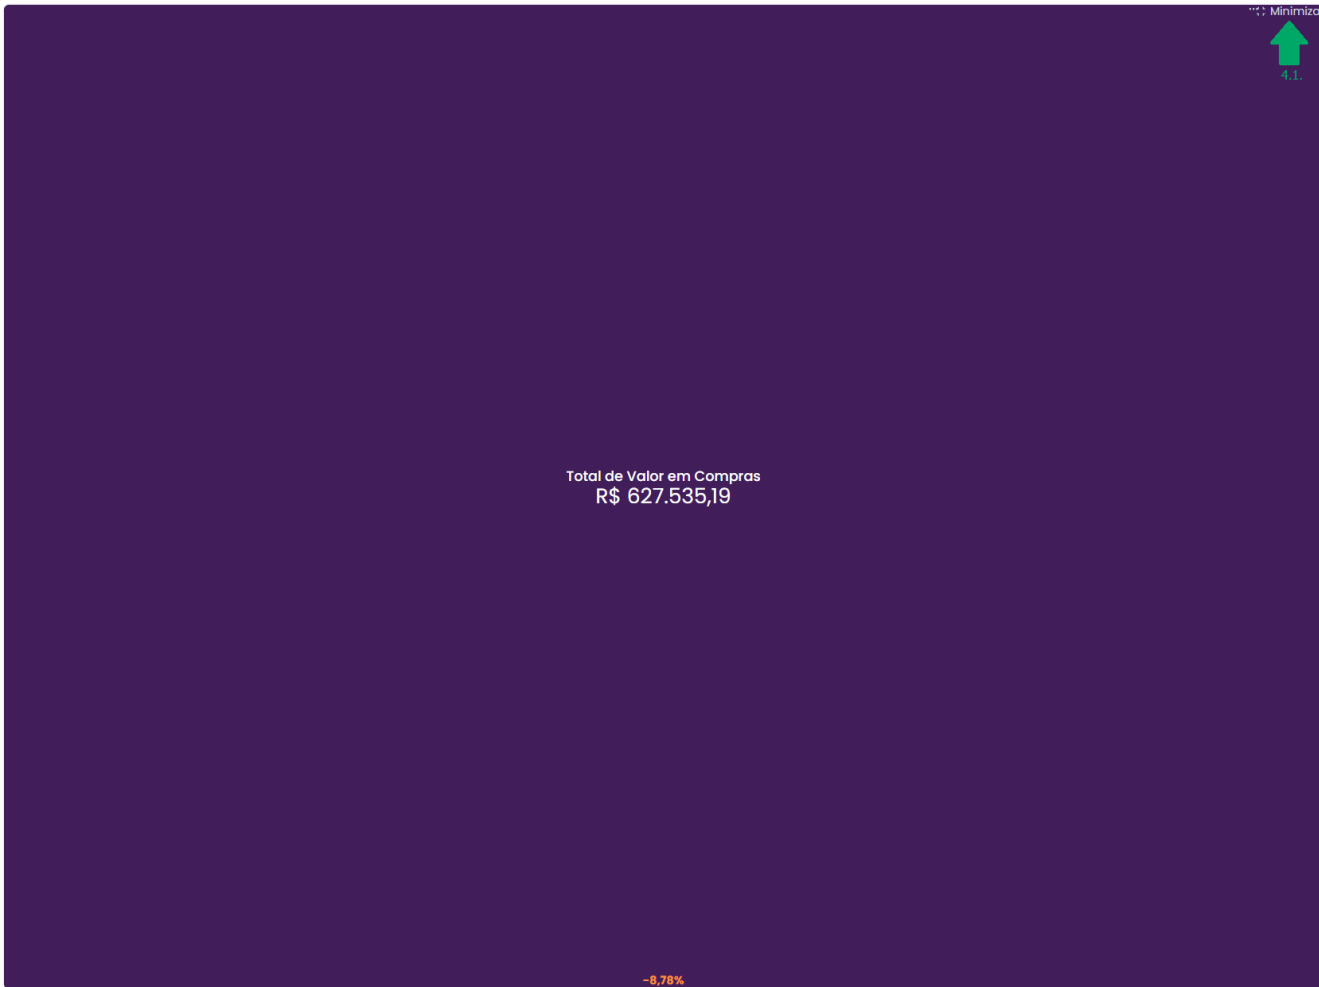 Minimiza
4.1.
Total de Valor em Compras
R$ 627.535,19
-8,78%